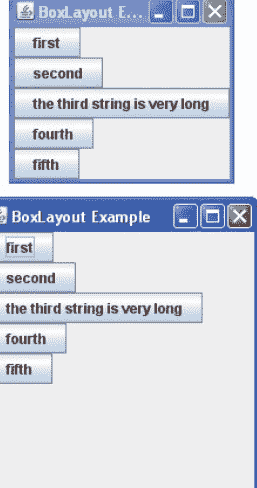 BoxLayout E...
first
second
the third string is very long
fourth
fifth
BoxLayout Example
first
second
the third string is very long
fourth
fifth